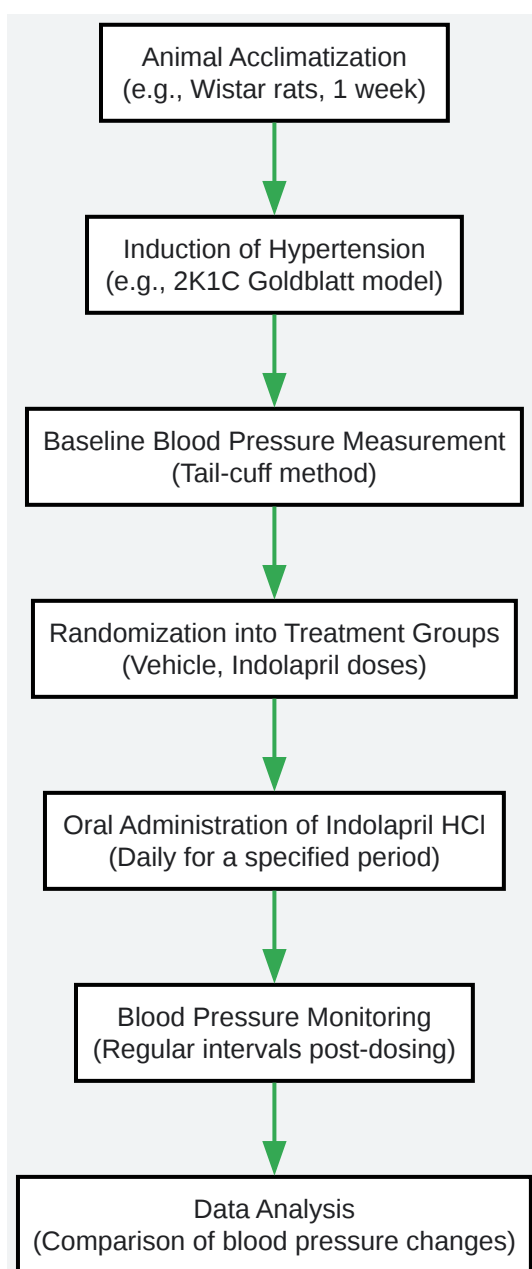 Animal Acclimatization
(e.g., Wistar rats, 1 week)
Induction of Hypertension
(e.g., 2K1C Goldblatt model)
Baseline Blood Pressure Measurement
(Tail-cuff method)
Randomization into Treatment Groups
(Vehicle, Indolapril doses)
Oral Administration of Indolapril HCl
(Daily for a specified period)
Blood Pressure Monitoring
(Regular intervals post-dosing)
Data Analysis
(Comparison of blood pressure changes)